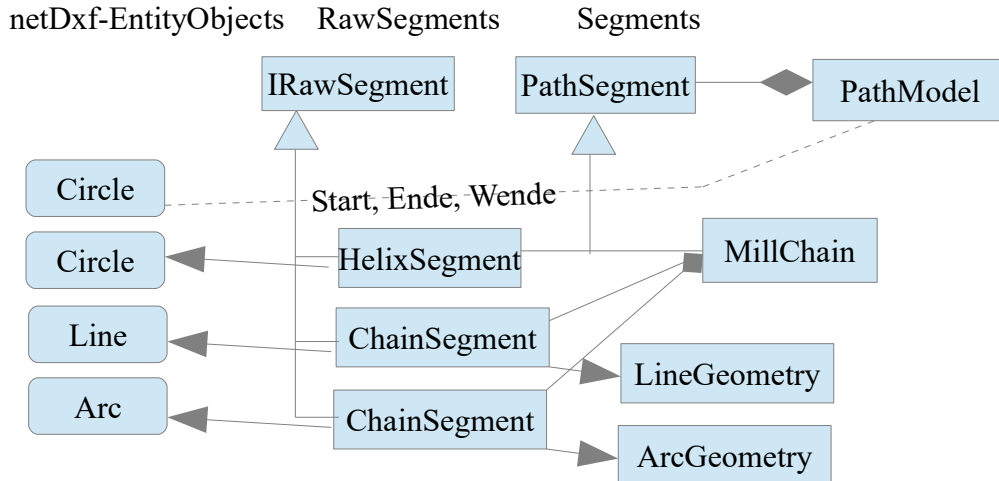 netDxf-EntityObjects RawSegments Segments
IRawSegment PathSegment PathModel
Circle
Start, Ende, Wende
Circle HelixSegment MillChain
Line ChainSegment
LineGeometry
Arc ChainSegment
ArcGeometry